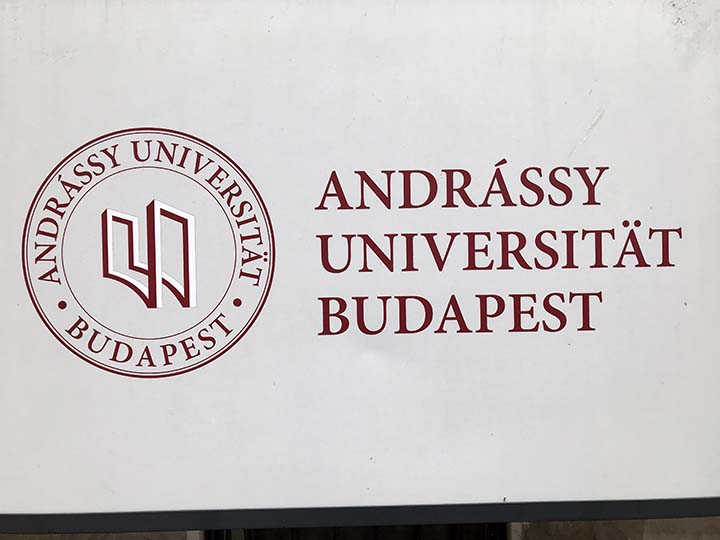 ANDRÁSSY UNIVERSITÄT
• BUDAPEST •
ANDRÁSSY
UNIVERSITÄT
BUDAPEST